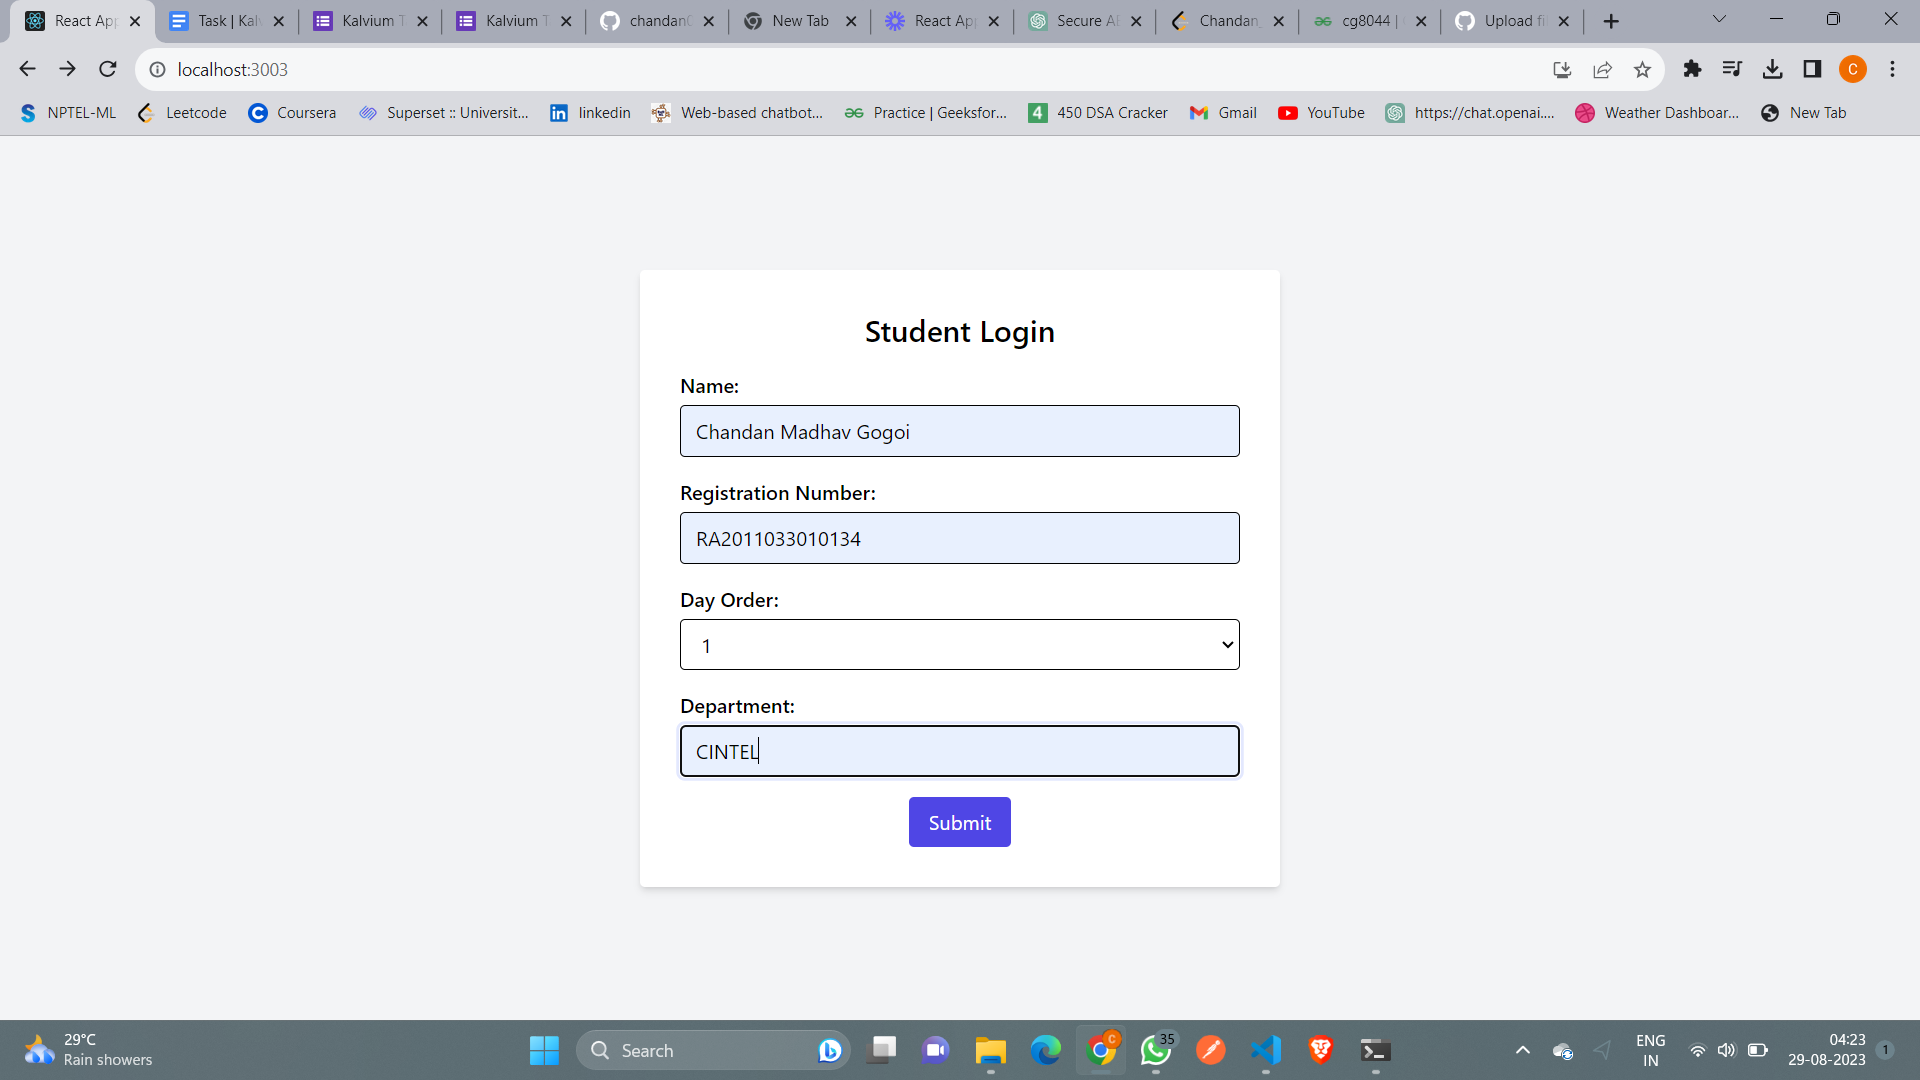 React App
Task | Kal
Kalvium T
Kalvium T
chandan
New Tab
React App
Secure A
Chandan_
cg8044 |
Upload fi
localhost:3003
NPTEL-ML
Leetcode
Coursera
Superset :: Universit...
linkedin
Web-based chatbot...
Practice | Geeksfor...
4
450 DSA Cracker
Gmail
YouTube
https://chat.openai....
Weather Dashboar...
New Tab
C
Student Login
Name:
Chandan Madhav Gogoi
Registration Number:
RA2011033010134
Day Order:
1
Department:
CINTEL
Submit
29°C
Rain showers
Search
C
35
ENG
IN
04:23
29-08-2023
1